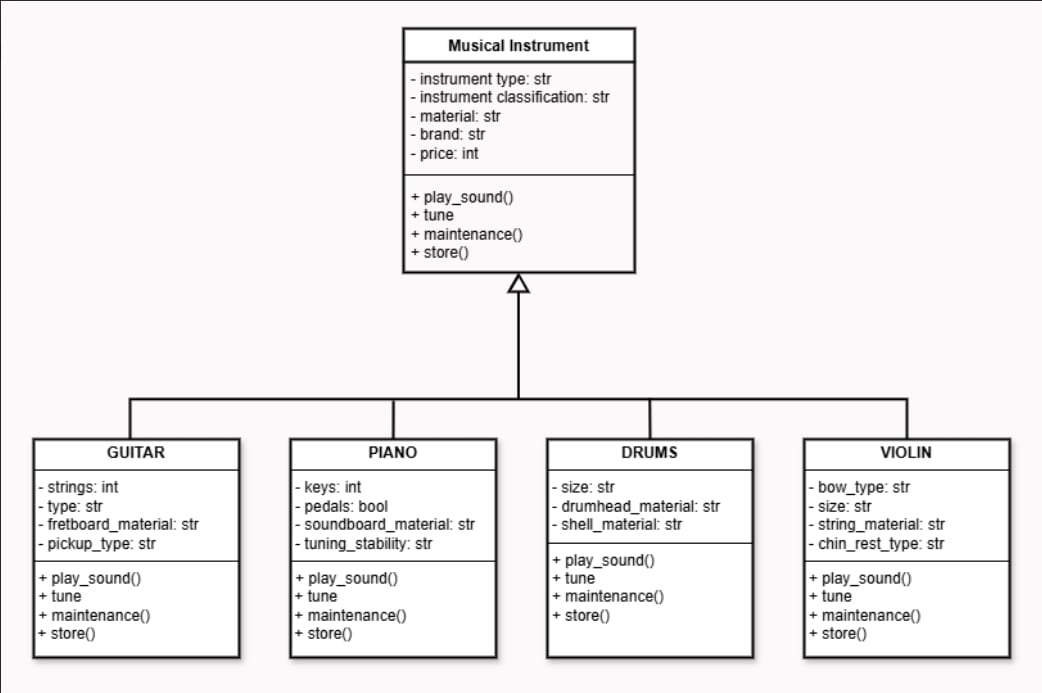 Musical Instrument
- instrument type: str
- instrument classification: str
- material: str
- brand: str
- price: int
+ play_sound()
+ tune
+ maintenance()
+ store()
GUITAR
- strings: int
- type: str
- fretboard_material: str
- pickup_type: str
+ play_sound()
+ tune
+ maintenance()
+ store()
PIANO
- keys: int
- pedals: bool
- soundboard_material: str
- tuning_stability: str
+ play_sound()
+ tune
+ maintenance()
+ store()
DRUMS
- size: str
- drumhead_material: str
- shell_material: str
+ play_sound()
+ tune
+ maintenance()
+ store()
VIOLIN
- bow_type: str
- size: str
- string_material: str
- chin_rest_type: str
+ play_sound()
+ tune
+ maintenance()
+ store()